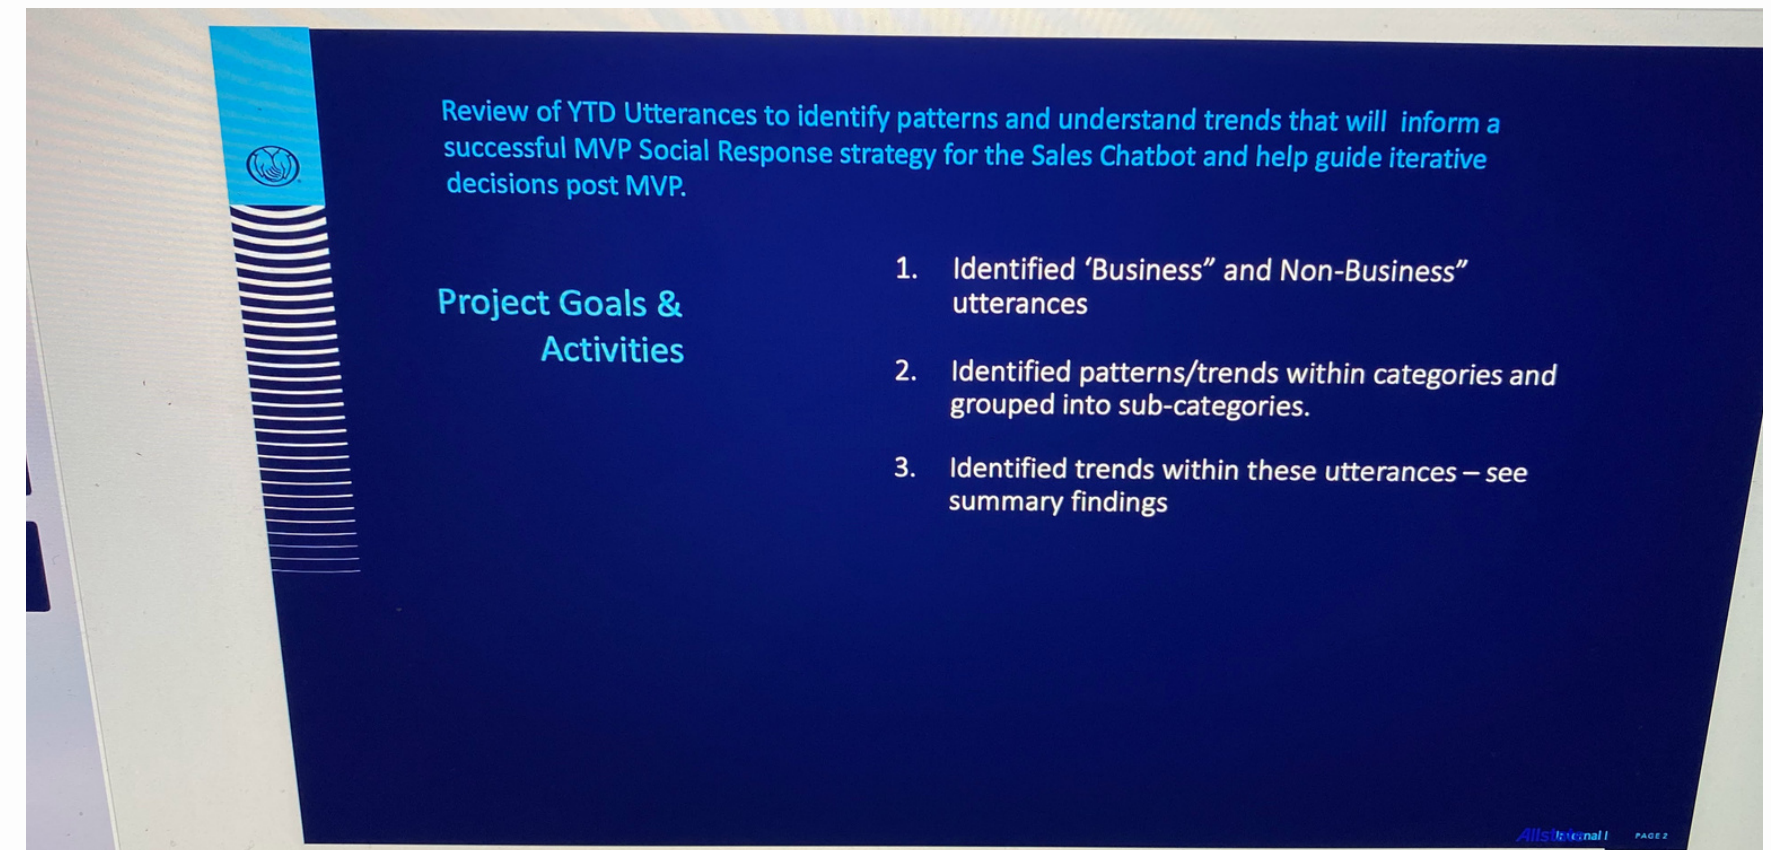 Review of YTD Utterances to identify patterns and understand trends that will inform a
successful MVP Social Response strategy for the Sales Chatbot and help guide iterative
decisions post MVP.
Project Goals &
Activities
1. Identified ‘Business” and Non-Business”
utterances
2. Identified patterns/trends within categories and
grouped into sub-categories.
3. Identified trends within these utterances – see
summary findings
PAGE 2